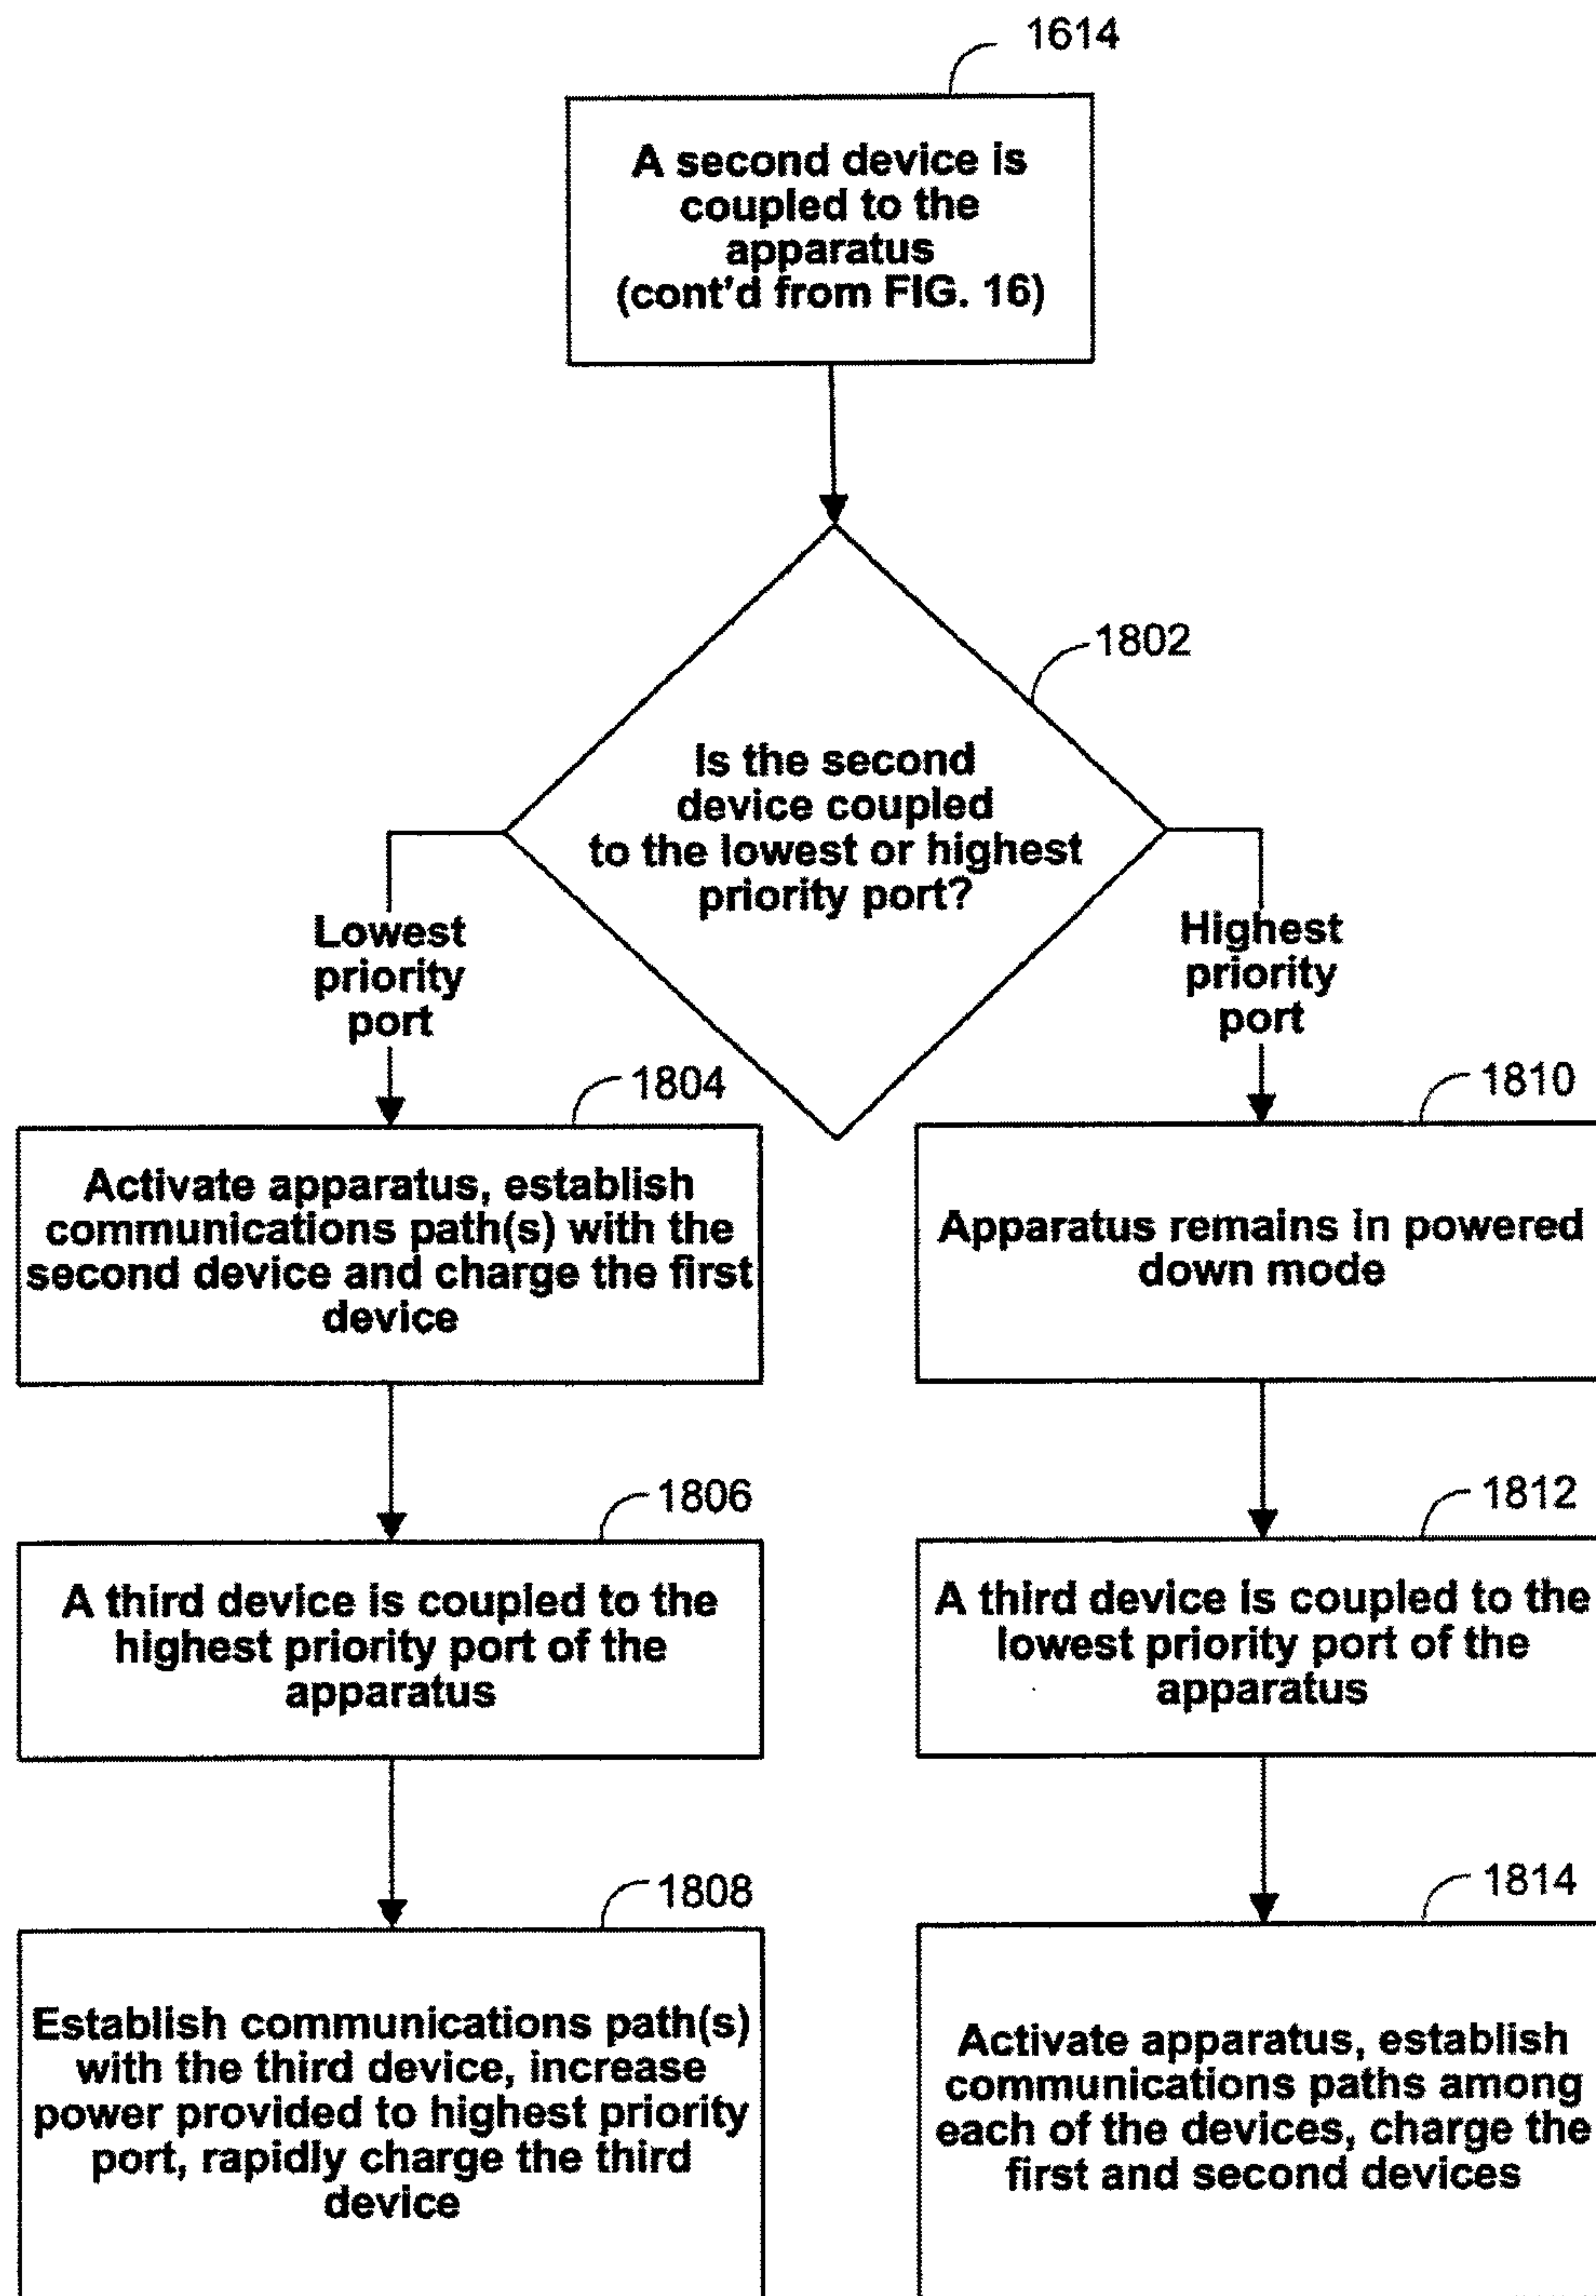 1614
A second device is
coupled to the
apparatus
(cont'd from FIG. 16)
1802
Is the second
device coupled
to the lowest or highest
priority port?
Lowest
priority
port
Highest
priority
port
1804
Activate apparatus, establish
communications path(s) with the
second device and charge the first
device
1810
Apparatus remains in powered
down mode
1806
A third device is coupled to the
highest priority port of the
apparatus
1812
A third device is coupled to the
lowest priority port of the
apparatus
1808
Establish communications path(s)
with the third device, increase
power provided to highest priority
port, rapidly charge the third
device
1814
Activate apparatus, establish
communications paths among
each of the devices, charge the
first and second devices